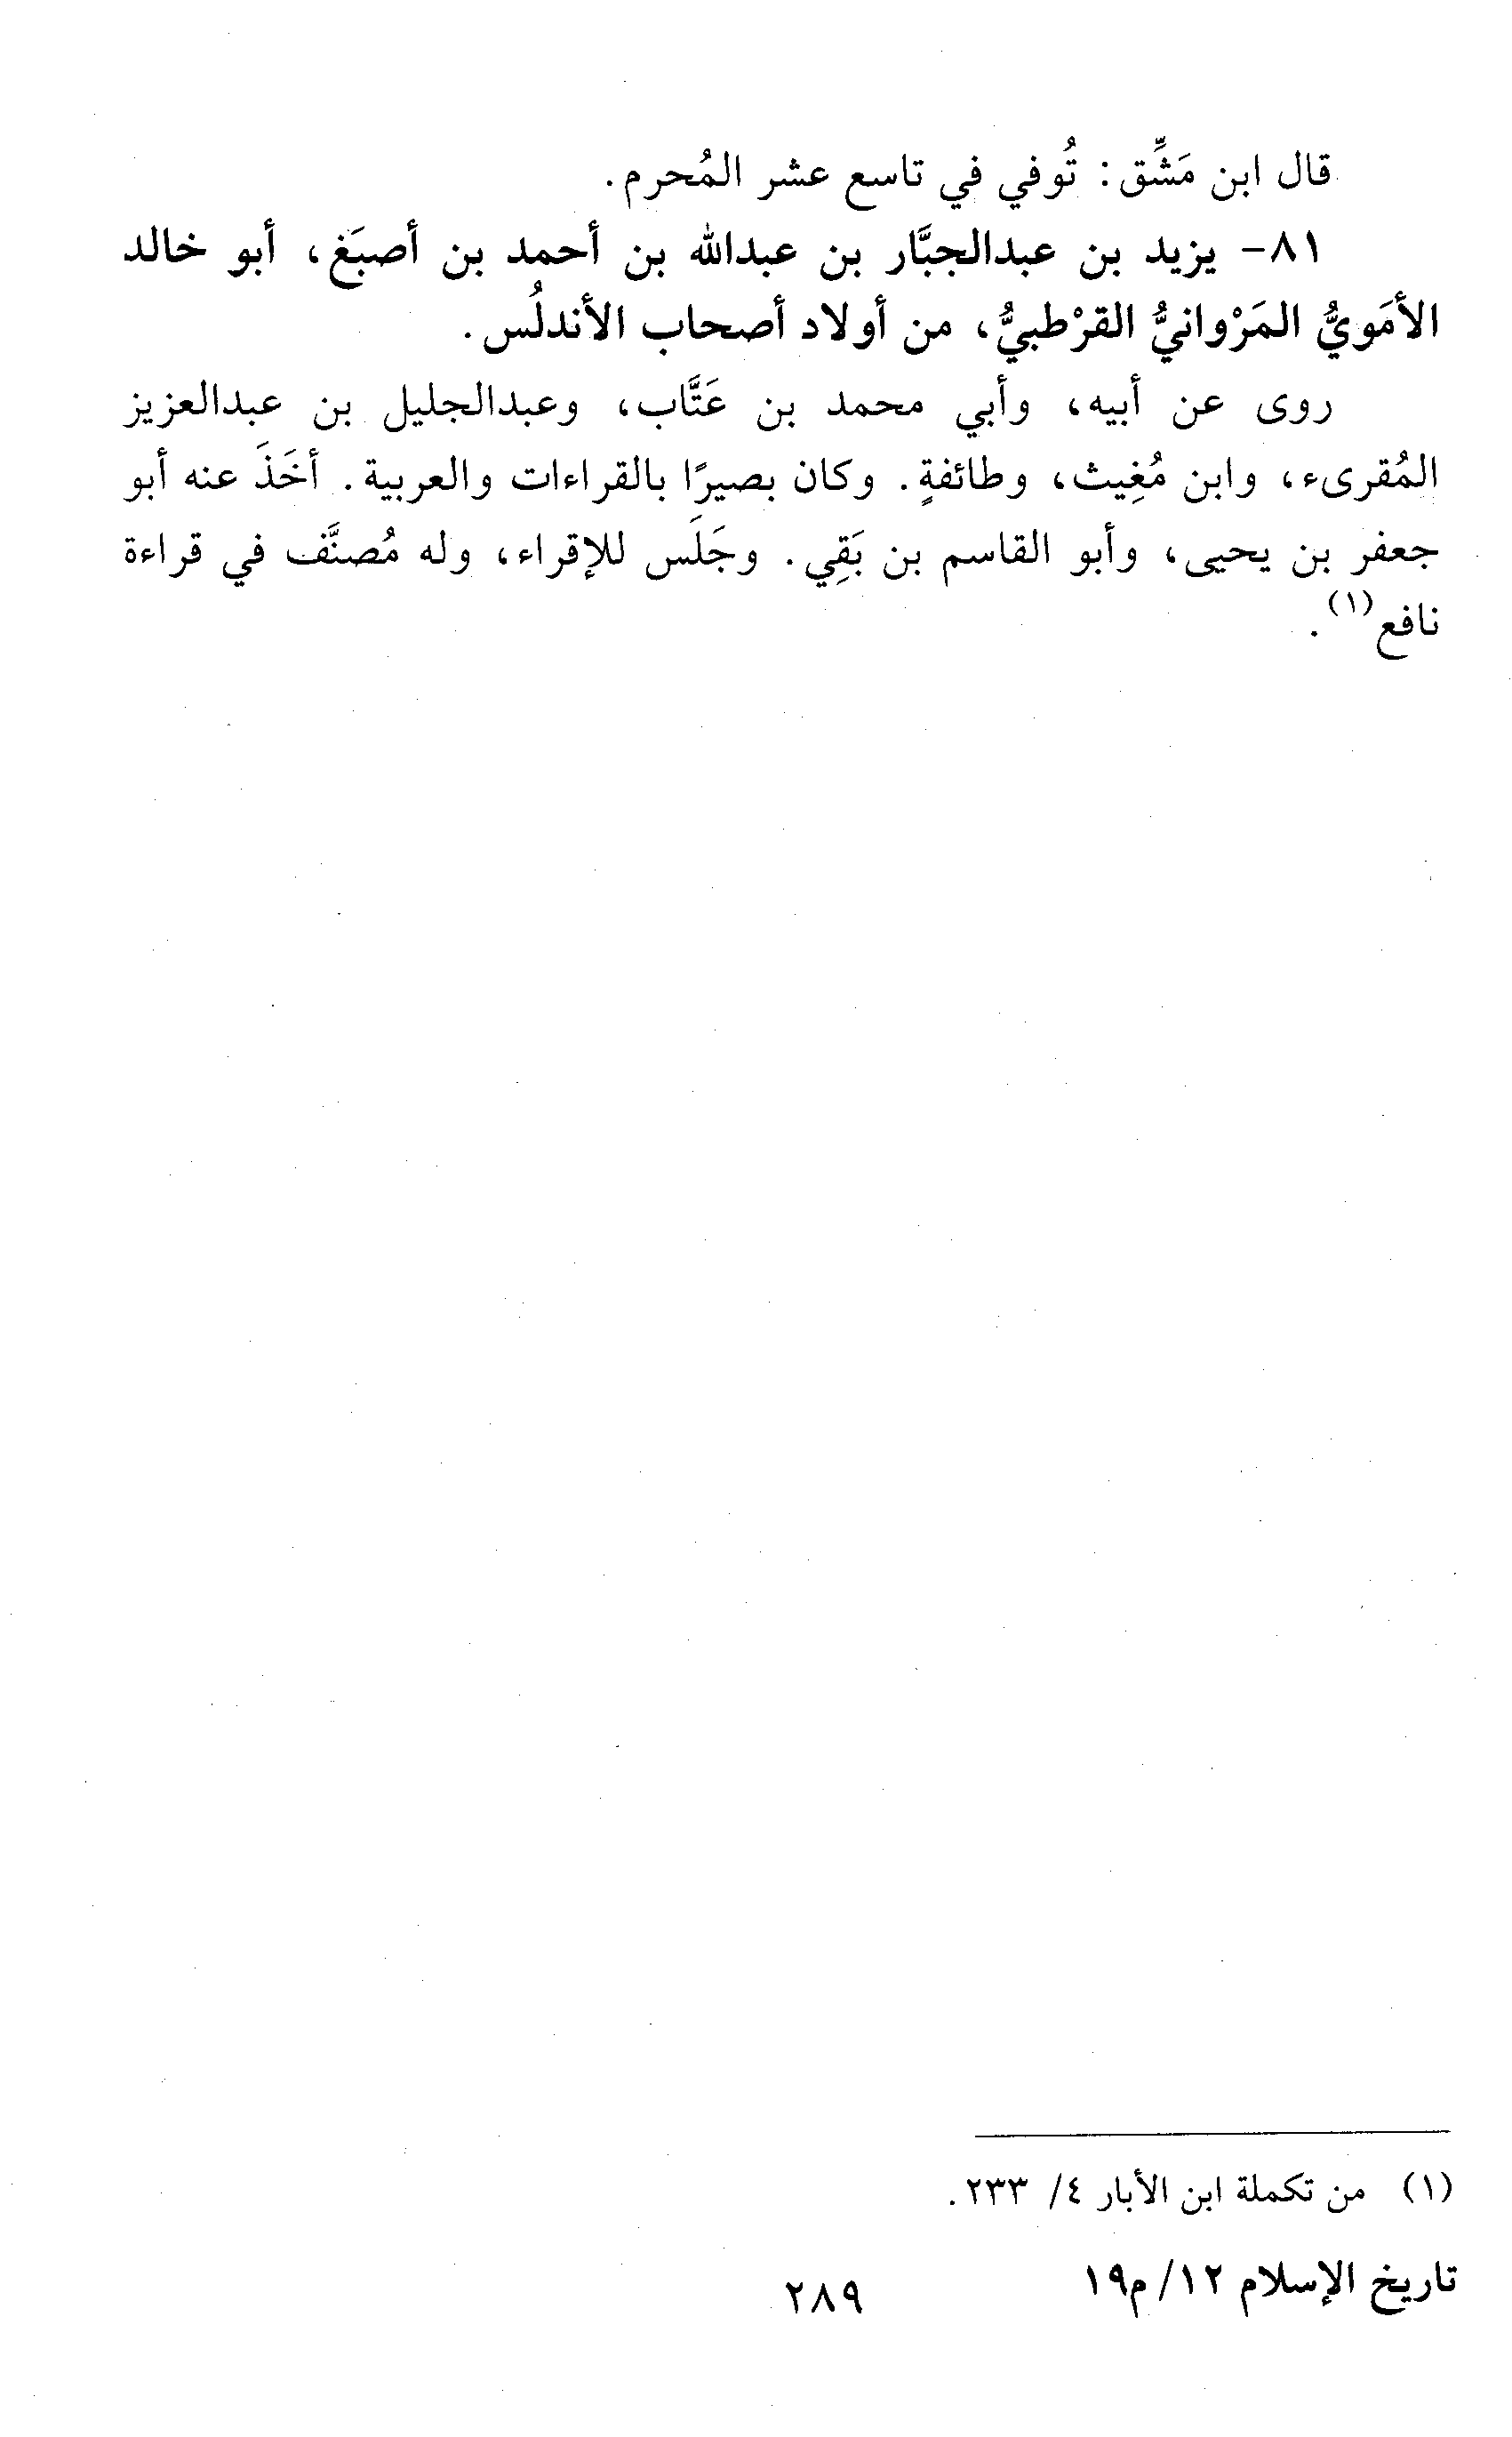 قال ابن مَشِّق: تُوفي في تاسع عشر المُحرم.
٨١- يزيد بن عبدالجبَّار بن عبدالله بن أحمد بن أصبَغ، أبو خالد
الأمَويُّ المَرْوانيُّ القرْطبيُّ، من أولاد أصحاب الأندلُس.
روى عن أبيه، وأبي محمد بن عَتَّاب، وعبدالجليل بن عبدالعزيز
المُقرىء، وابن مُغِيث، وطائفةٍ. وكان بصيرًا بالقراءات والعربية. أخَذَ عنه أبو
جعفر بن يحيى، وأبو القاسم بن بَقِي. وجَلَس للإقراء، وله مُصنَّف في قراءة
نافع(١).
(١) من تكملة ابن الأبار ٤/ ٢٣٣.
تاريخ الإسلام ١٢/ م١٩
٢٨٩